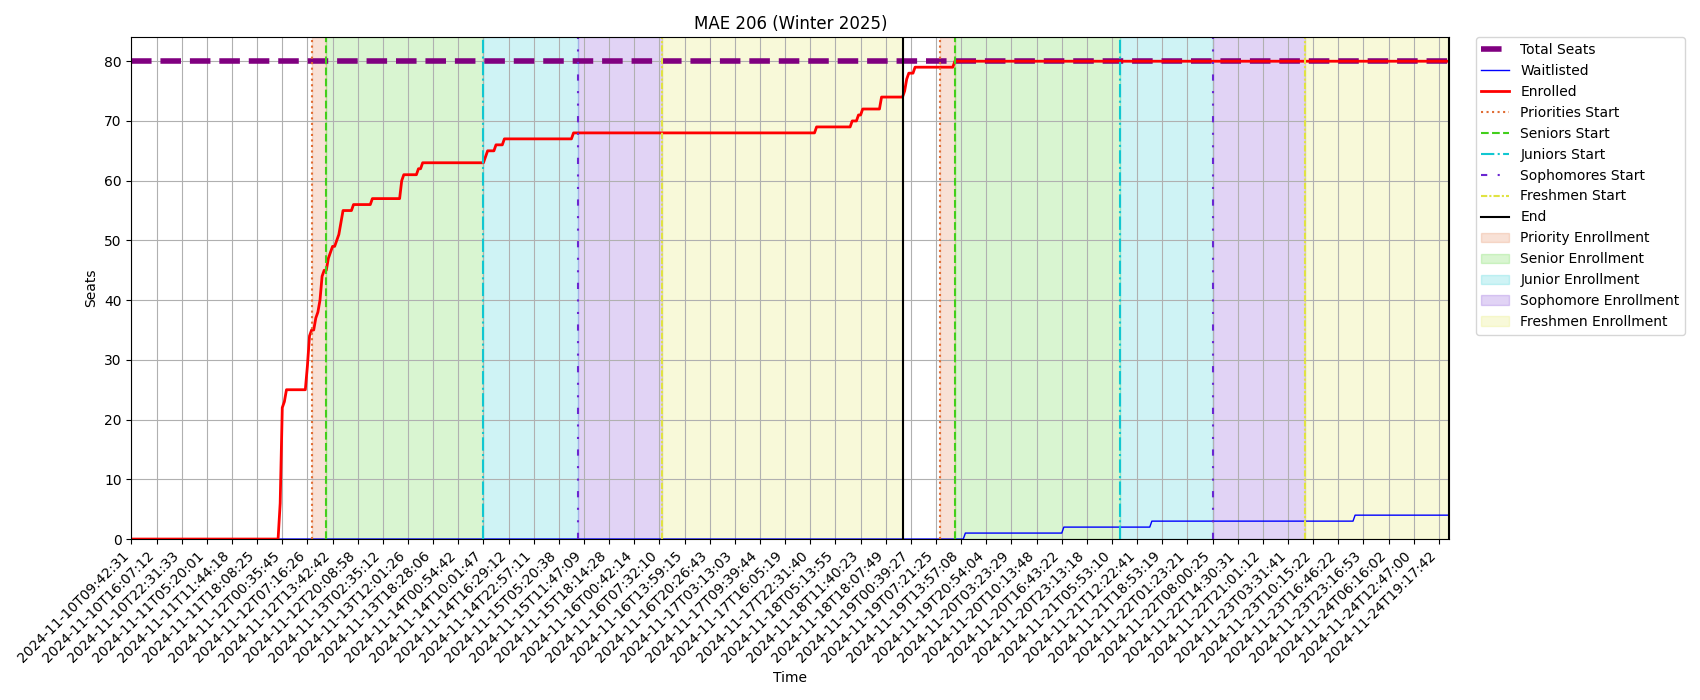 MAE 206 (Winter 2025)
Seats
80
70
60
50
40
30
20
10
0
2024-11-10T09:42:31
2024-11-10T16:07:12
2024-11-10T22:31:33
2024-11-11T05:20:01
2024-11-11T11:44:18
2024-11-11T18:08:25
2024-11-12T00:35:45
2024-11-12T07:16:26
2024-11-12T13:42:42
2024-11-12T20:08:56
2024-11-13T02:35:12
2024-11-13T12:01:26
2024-11-13T18:28:06
2024-11-14T00:54:42
2024-11-14T10:01:47
2024-11-14T16:29:12
2024-11-14T22:57:11
2024-11-15T05:20:38
2024-11-15T11:47:09
2024-11-15T18:14:28
2024-11-16T00:42:14
2024-11-16T07:32:10
2024-11-16T13:59:15
2024-11-16T20:26:43
2024-11-17T03:13:03
2024-11-17T09:39:44
2024-11-17T16:05:19
2024-11-17T22:31:40
2024-11-18T05:13:55
2024-11-18T11:40:23
2024-11-18T18:07:49
2024-11-19T00:39:27
2024-11-19T07:21:25
2024-11-19T13:57:08
2024-11-19T20:54:04
2024-11-20T03:23:29
2024-11-20T10:13:48
2024-11-20T16:43:22
2024-11-20T23:13:18
2024-11-21T05:53:10
2024-11-21T12:22:41
2024-11-21T18:53:19
2024-11-22T01:23:21
2024-11-22T08:00:25
2024-11-22T14:30:31
2024-11-22T21:01:12
2024-11-23T03:31:41
2024-11-23T10:15:22
2024-11-23T16:46:22
2024-11-23T23:16:53
2024-11-24T06:16:02
2024-11-24T12:47:00
2024-11-24T19:17:42
Time
Total Seats
Waitlisted
Enrolled
Priorities Start
Seniors Start
Juniors Start
Sophomores Start
Freshmen Start
End
Priority Enrollment
Senior Enrollment
Junior Enrollment
Sophomore Enrollment
Freshmen Enrollment